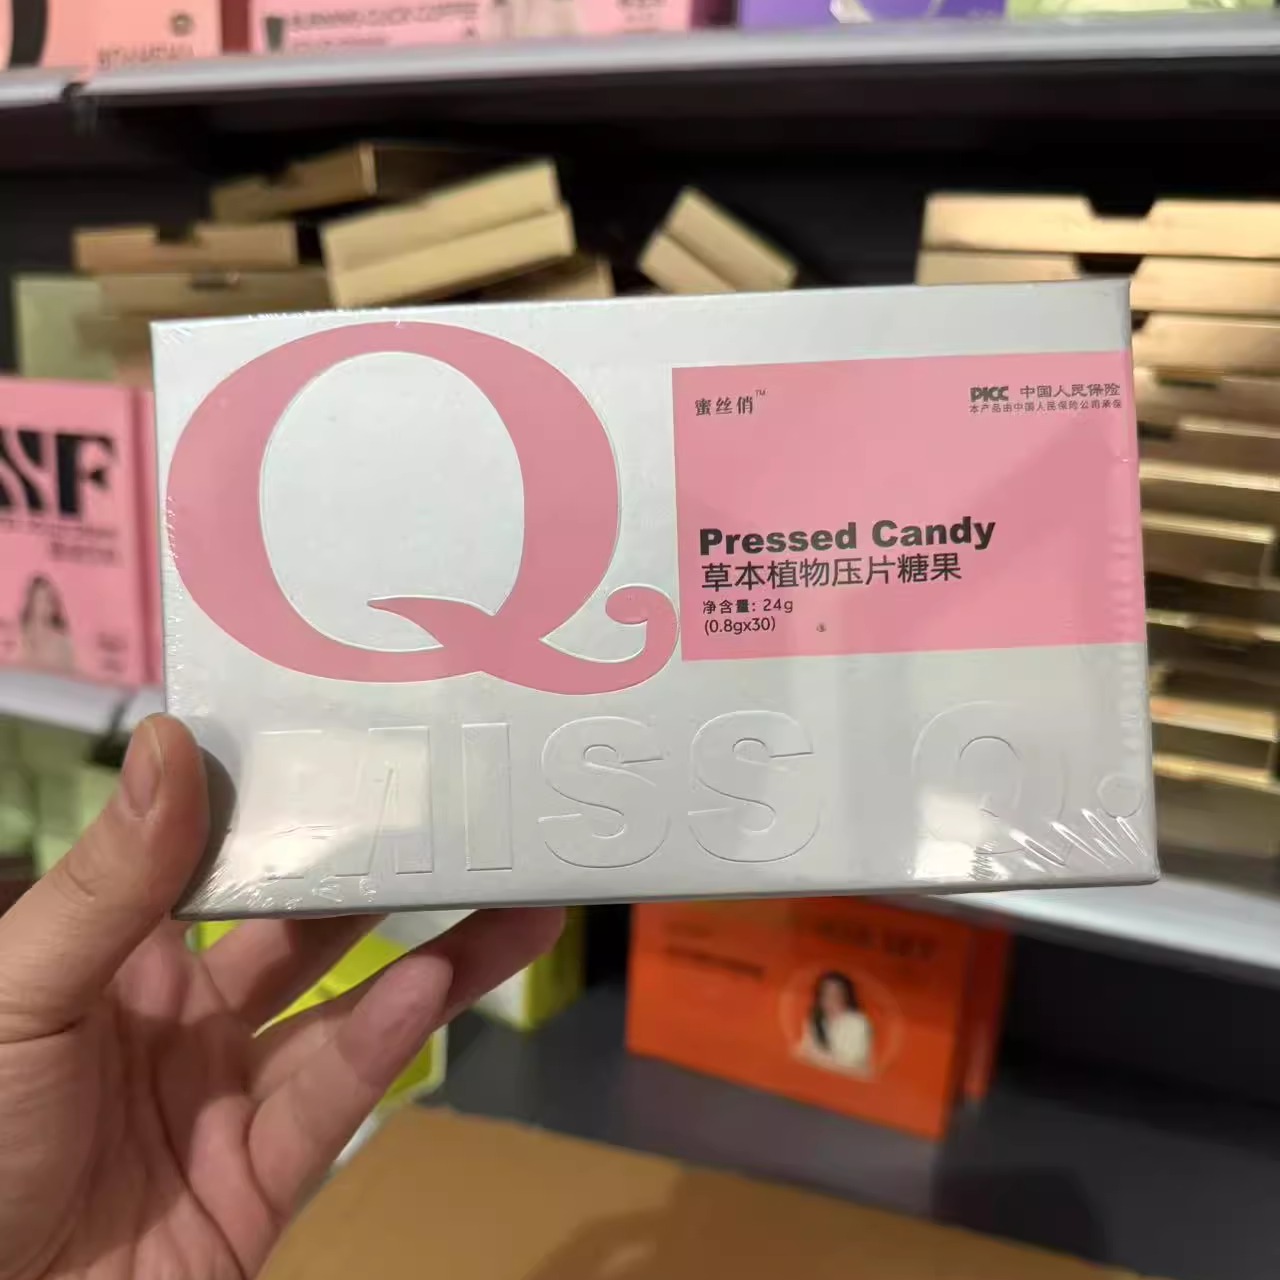 Q
蜜丝俏™
PICC 中国人民保险
本产品由中国人民保险公司承保
Pressed Candy
草本植物压片糖果
净含量: 24g
(0.8gx30)
MISS Q.